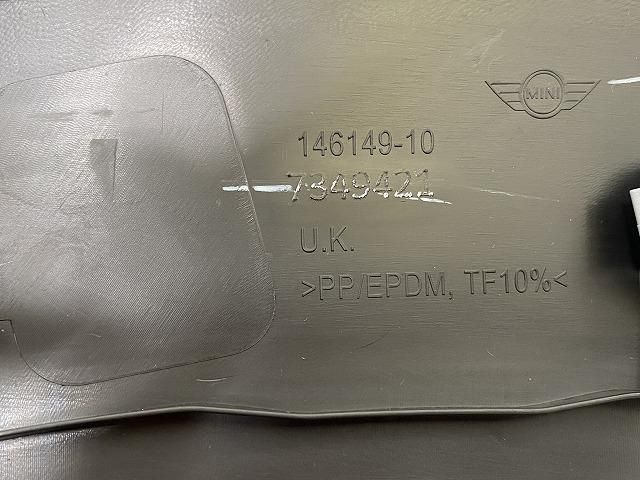 MINI
146149-10
7349421
U.K.
>PP/EPDM, TF10%<